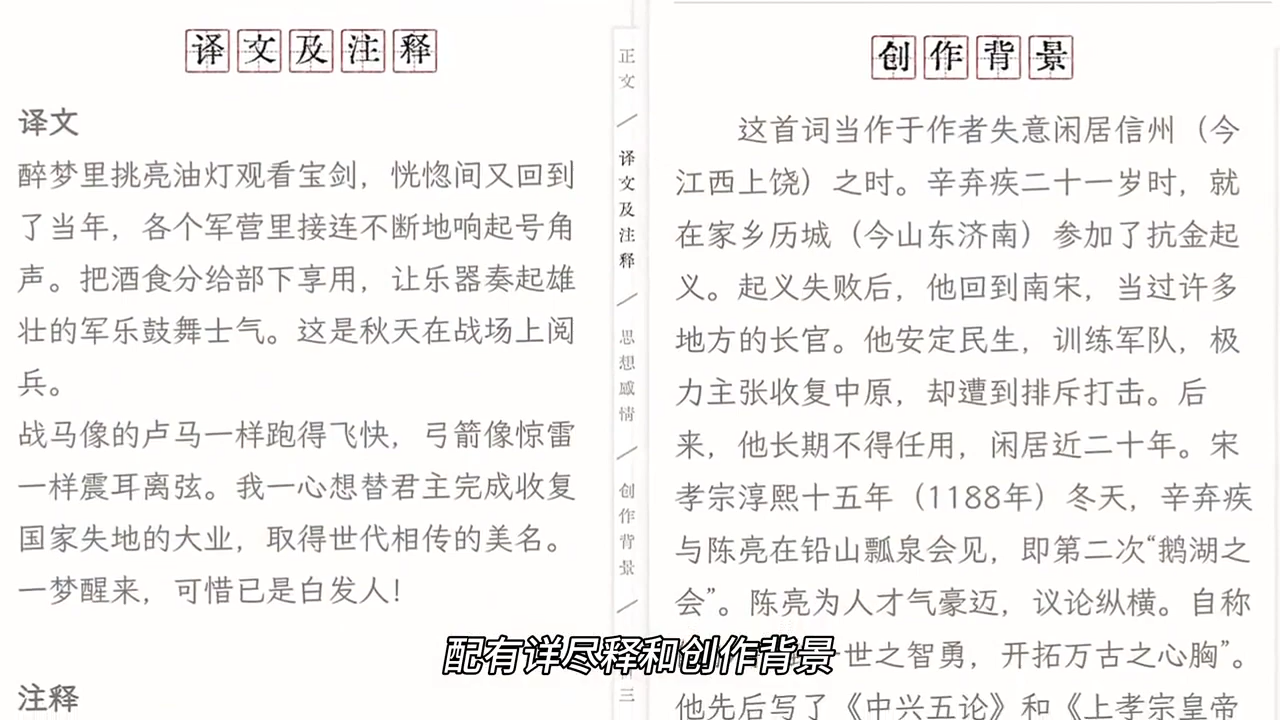 译文及注释
译文
醉梦里挑亮油灯观看宝剑，恍惚间又回到
了当年，各个军营里接连不断地响起号角
声。把酒食分给部下享用，让乐器奏起雄
壮的军乐鼓舞士气。这是秋天在战场上阅
兵。
战马像的卢马一样跑得飞快，弓箭像惊雷
一样震耳离弦。我一心想替君主完成收复
国家失地的大业，取得世代相传的美名。
一梦醒来，可惜已是白发人！
注释
正文
译文及注释
思想感情
创作背景
三
创作背景
这首词当作于作者失意闲居信州（今
江西上饶）之时。辛弃疾二十一岁时，就
在家乡历城（今山东济南）参加了抗金起
义。起义失败后，他回到南宋，当过许多
地方的长官。他安定民生，训练军队，极
力主张收复中原，却遭到排斥打击。后
来，他长期不得任用，闲居近二十年。宋
孝宗淳熙十五年（1188年）冬天，辛弃疾
与陈亮在铅山瓢泉会见，即第二次“鹅湖之
会”。陈亮为人才气豪迈，议论纵横。自称
一世之智勇，开拓万古之心胸”。
他先后写了《中兴五论》和《上孝宗皇帝
配有详尽释和创作背景